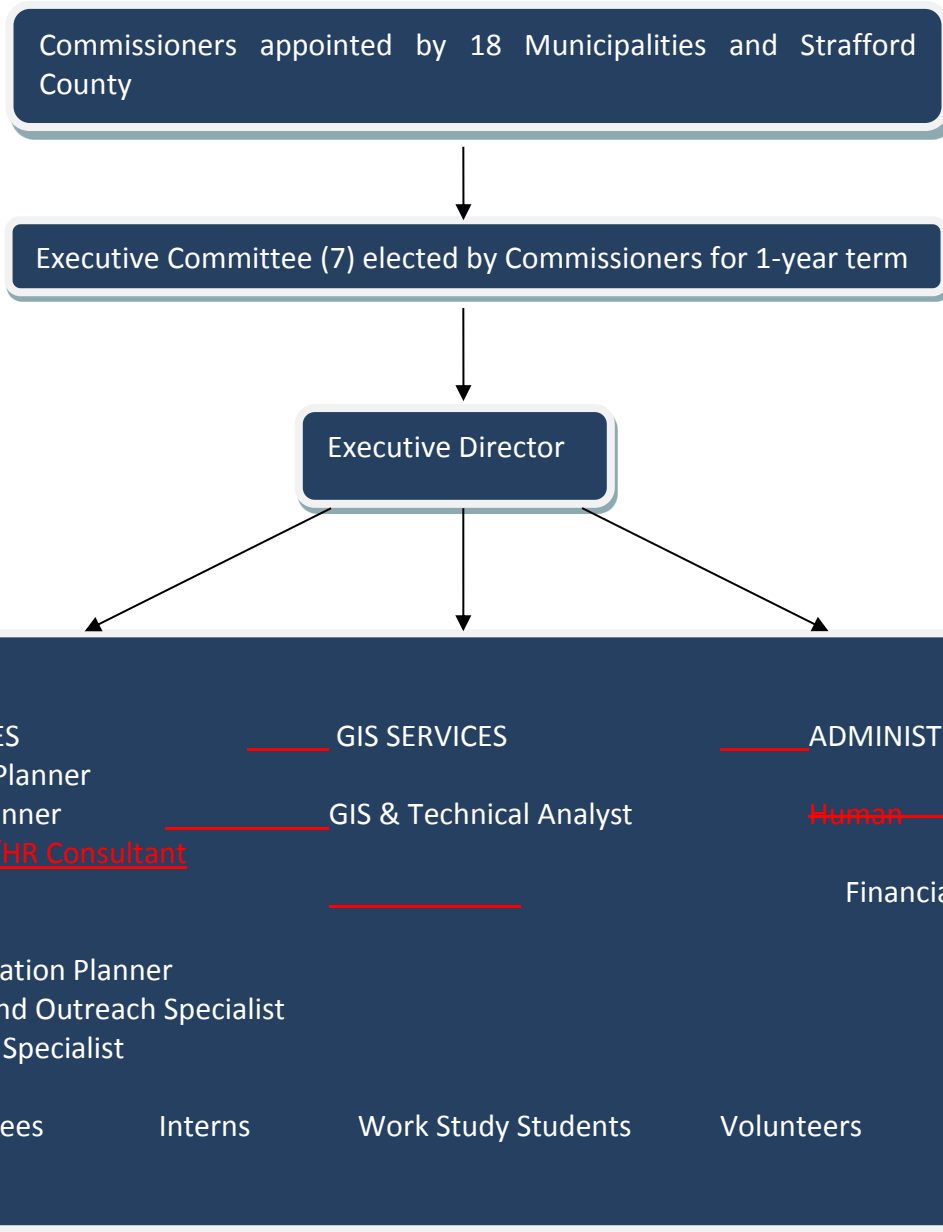 Commissioners appointed by 18 Municipalities and Strafford
County
Executive Committee (7) elected by Commissioners for 1-year term
Executive Director
ES GIS SERVICES ADMINIST
Planner
nner GIS & Technical Analyst Human
HR Consultant
Financia
ation Planner
nd Outreach Specialist
Specialist
ees Interns Work Study Students Volunteers